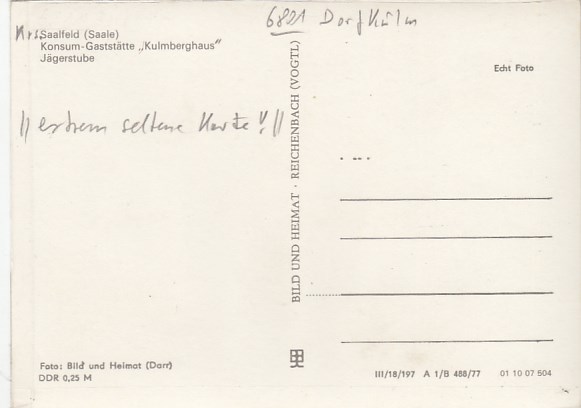 6821 Dorf Kulm
Krs. Saalfeld (Saale)
Konsum-Gaststätte „Kulmberghaus"
Jägerstube
Echt Foto
// extrem seltene Karte!! //
BILD UND HEIMAT · REICHENBACH (VOGTL)
Foto: Bild und Heimat (Darr)
DDR 0,25 M
III/18/197 A 1/B 488/77 01 10 07 504